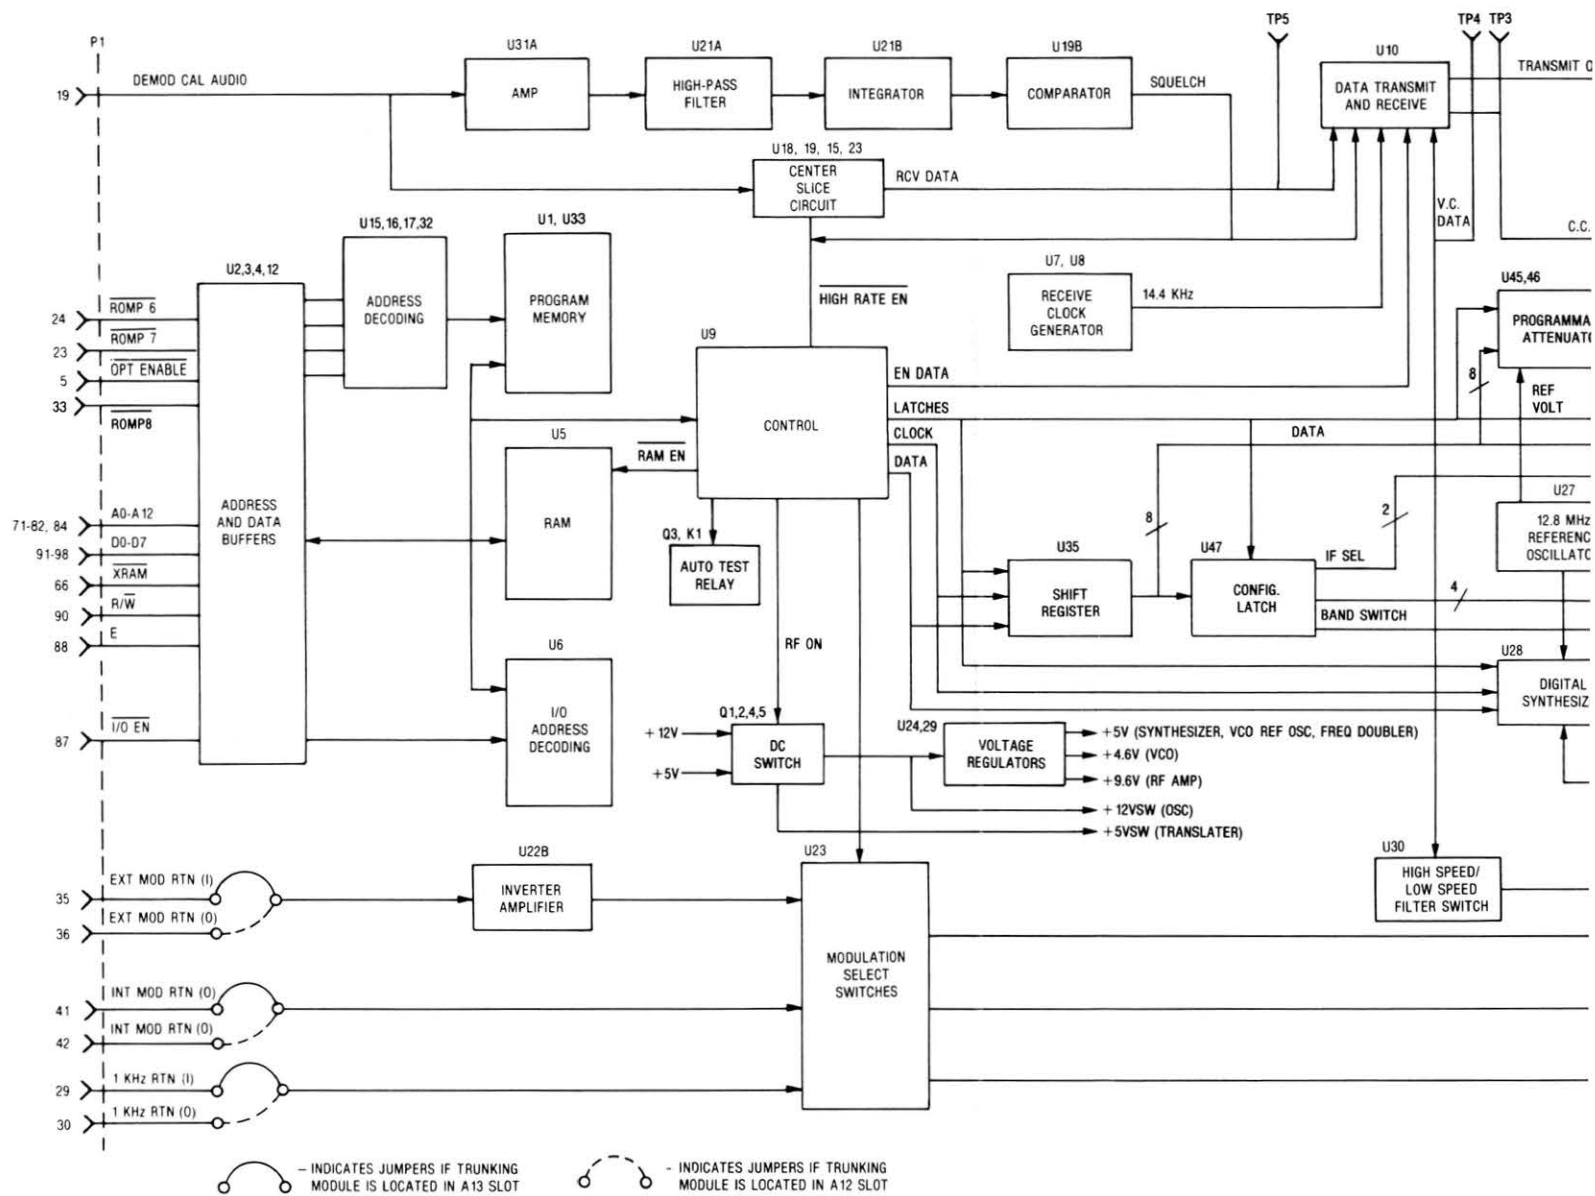 TP5
TP4
TP3
P1
U31A
U21A
U21B
U19B
U10
19
DEMOD CAL AUDIO
AMP
HIGH-PASS
FILTER
INTEGRATOR
COMPARATOR
SQUELCH
DATA TRANSMIT
AND RECEIVE
TRANSMIT
U18, 19, 15, 23
CENTER
SLICE
CIRCUIT
RCV DATA
V.C.
DATA
C.C.
U15,16,17,32
U1, U33
U2,3,4,12
ADDRESS
DECODING
PROGRAM
MEMORY
HIGH RATE EN
U7, U8
RECEIVE
CLOCK
GENERATOR
14.4 KHz
U45,46
PROGRAMMA
ATTENUATO
24
ROMP 6
23
ROMP 7
5
OPT ENABLE
33
ROMP8
U9
CONTROL
EN DATA
LATCHES
CLOCK
DATA
DATA
8
REF
VOLT
U5
RAM EN
RAM
ADDRESS
AND DATA
BUFFERS
71-82, 84
A0-A12
91-98
D0-D7
66
XRAM
90
R/W
88
E
87
I/O EN
Q3, K1
AUTO TEST
RELAY
8
2
U27
12.8 MHz
REFERENC
OSCILLATO
U35
SHIFT
REGISTER
U47
CONFIG.
LATCH
IF SEL
4
BAND SWITCH
U28
DIGITAL
SYNTHESIZ
U6
I/O
ADDRESS
DECODING
RF ON
Q1,2,4,5
+12V
+5V
DC
SWITCH
U24,29
VOLTAGE
REGULATORS
+5V (SYNTHESIZER, VCO REF OSC, FREQ DOUBLER)
+4.6V (VCO)
+9.6V (RF AMP)
+12VSW (OSC)
+5VSW (TRANSLATER)
U22B
INVERTER
AMPLIFIER
U23
MODULATION
SELECT
SWITCHES
U30
HIGH SPEED/
LOW SPEED
FILTER SWITCH
35
EXT MOD RTN (I)
36
EXT MOD RTN (O)
41
INT MOD RTN (O)
42
INT MOD RTN (O)
29
1 KHz RTN (I)
30
1 KHz RTN (O)
- INDICATES JUMPERS IF TRUNKING
MODULE IS LOCATED IN A13 SLOT
- INDICATES JUMPERS IF TRUNKING
MODULE IS LOCATED IN A12 SLOT